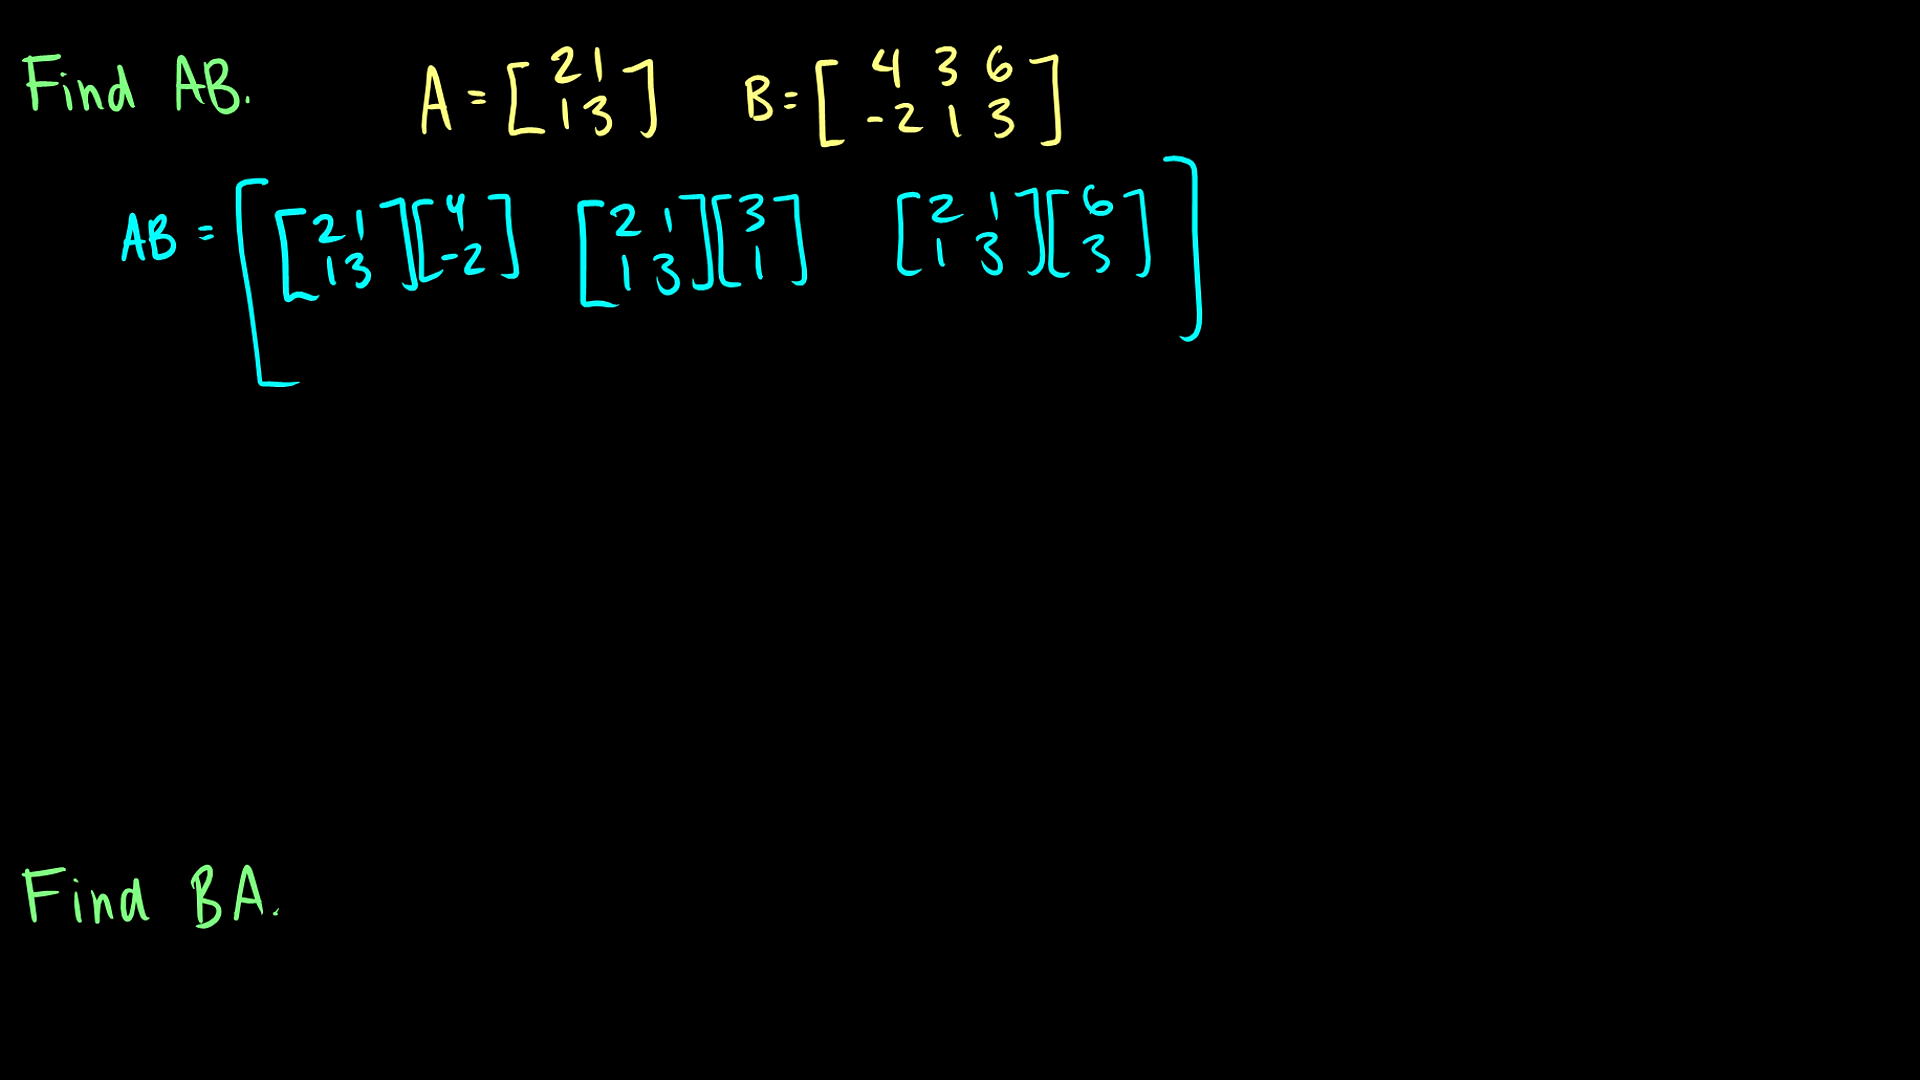 Find AB. A = [ 2 1 B = [ 4 3 6
1 3 ] -2 1 3 ]
AB = [ [ 2 1 ] [ 4 ] [ 2 1 ] [ 3 ] [ 2 1 ] [ 6 ] ]
1 3 -2 1 3 1 1 3 3
Find BA.